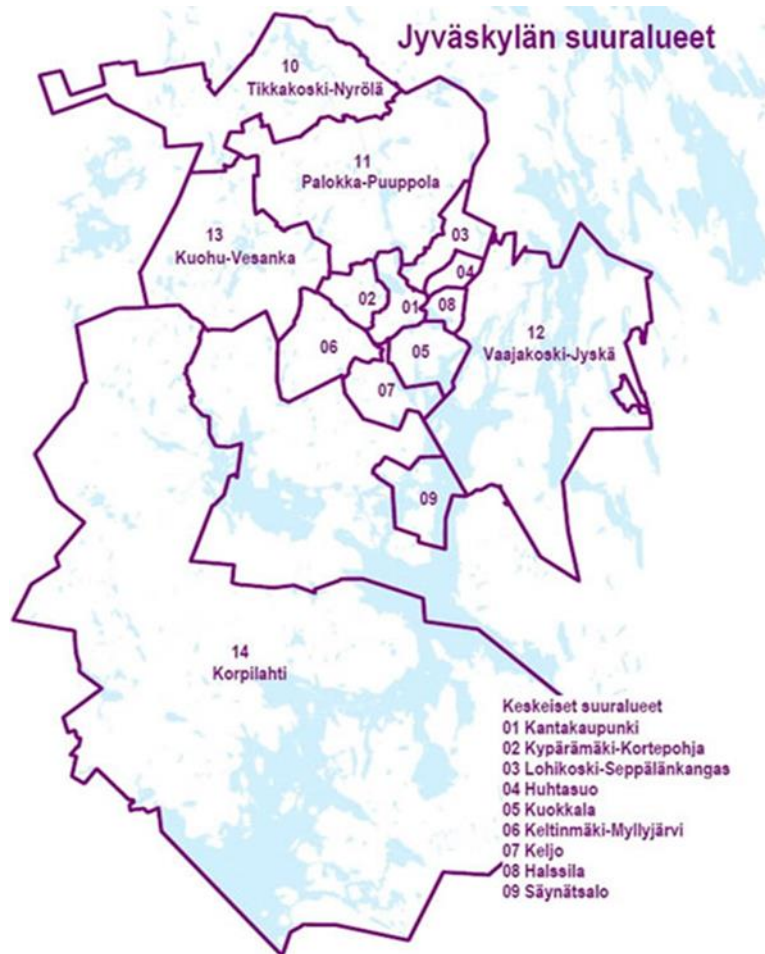 Jyväskylän suuralueet
10
Tikkakoski-Nyrölä
11
Palokka-Puuppola
03
13
Kuohu-Vesanka
04
02
01
08
12
Vaajakoski-Jyskä
06
05
07
09
14
Korpilahti
Keskeiset suuralueet
01 Kantakaupunki
02 Kypärämäki-Kortepohja
03 Lohikoski-Seppälänkangas
04 Huhtasuo
05 Kuokkala
06 Keltinmäki-Myllyjärvi
07 Keljo
08 Halssila
09 Säynätsalo